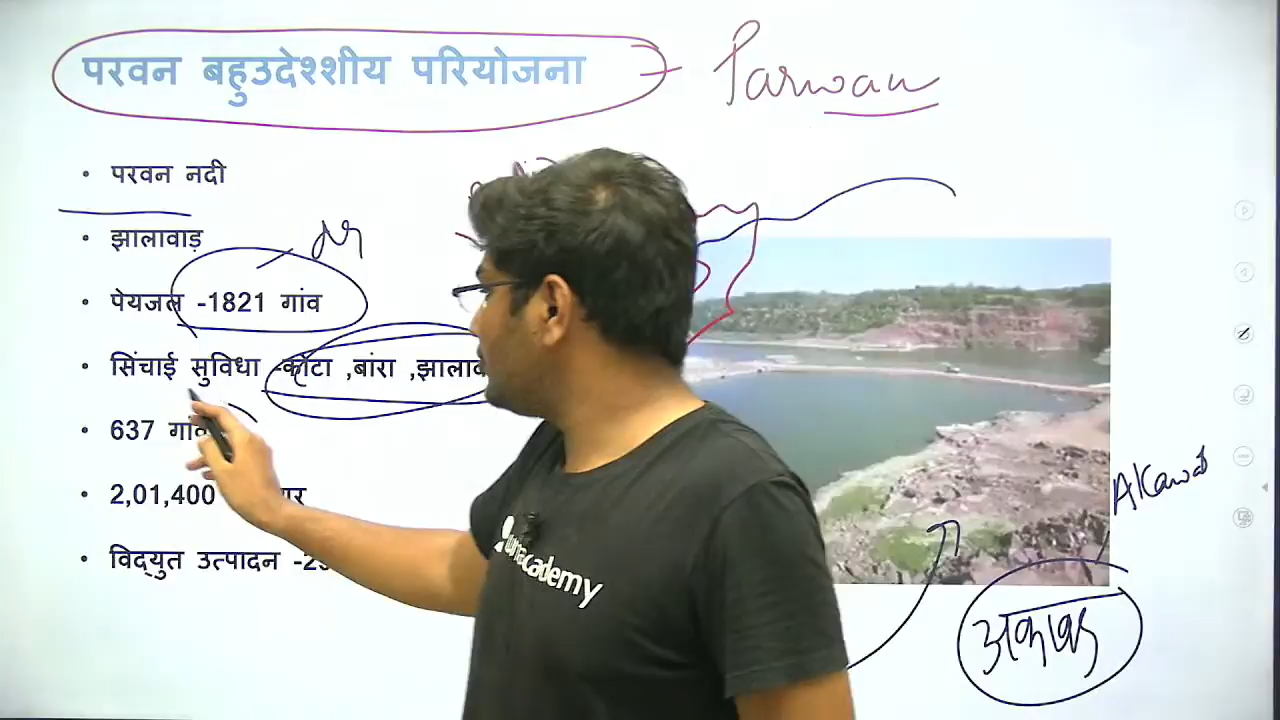 परवन बहुउदेश्शीय परियोजना
Parwan
• परवन नदी
• झालावाड़
• पेयजल -1821 गांव
• सिंचाई सुविधा -कोटा ,बांरा ,झालाव
• 637 गांव
• 2,01,400
• विद्युत उत्पादन
unacademy
Akawad
अकावद